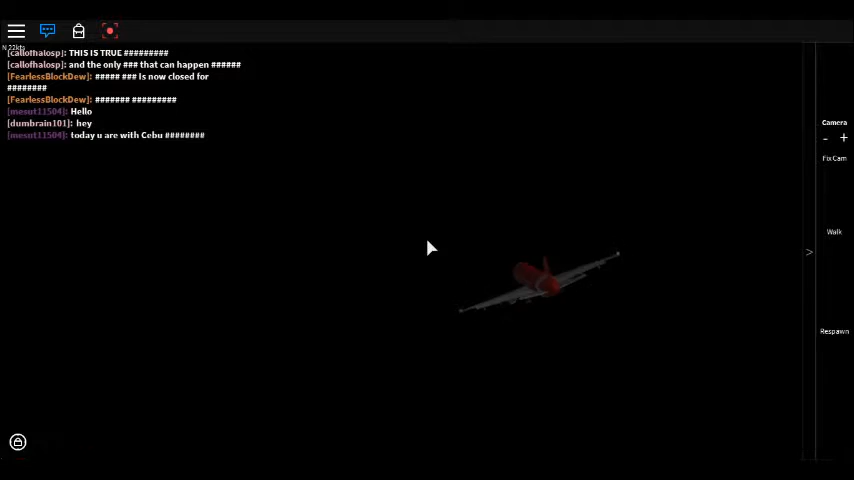 N 22kts
[callofhalosp]: THIS IS TRUE #########
[callofhalosp]: and the only ### that can happen ######
[FearlessBlockDew]: ##### ### Is now closed for
########
[FearlessBlockDew]: ####### #########
[mesut11504]: Hello
[dumbrain101]: hey
[mesut11504]: today u are with Cebu ########
Camera
- +
Fix Cam
Walk
>
Respawn